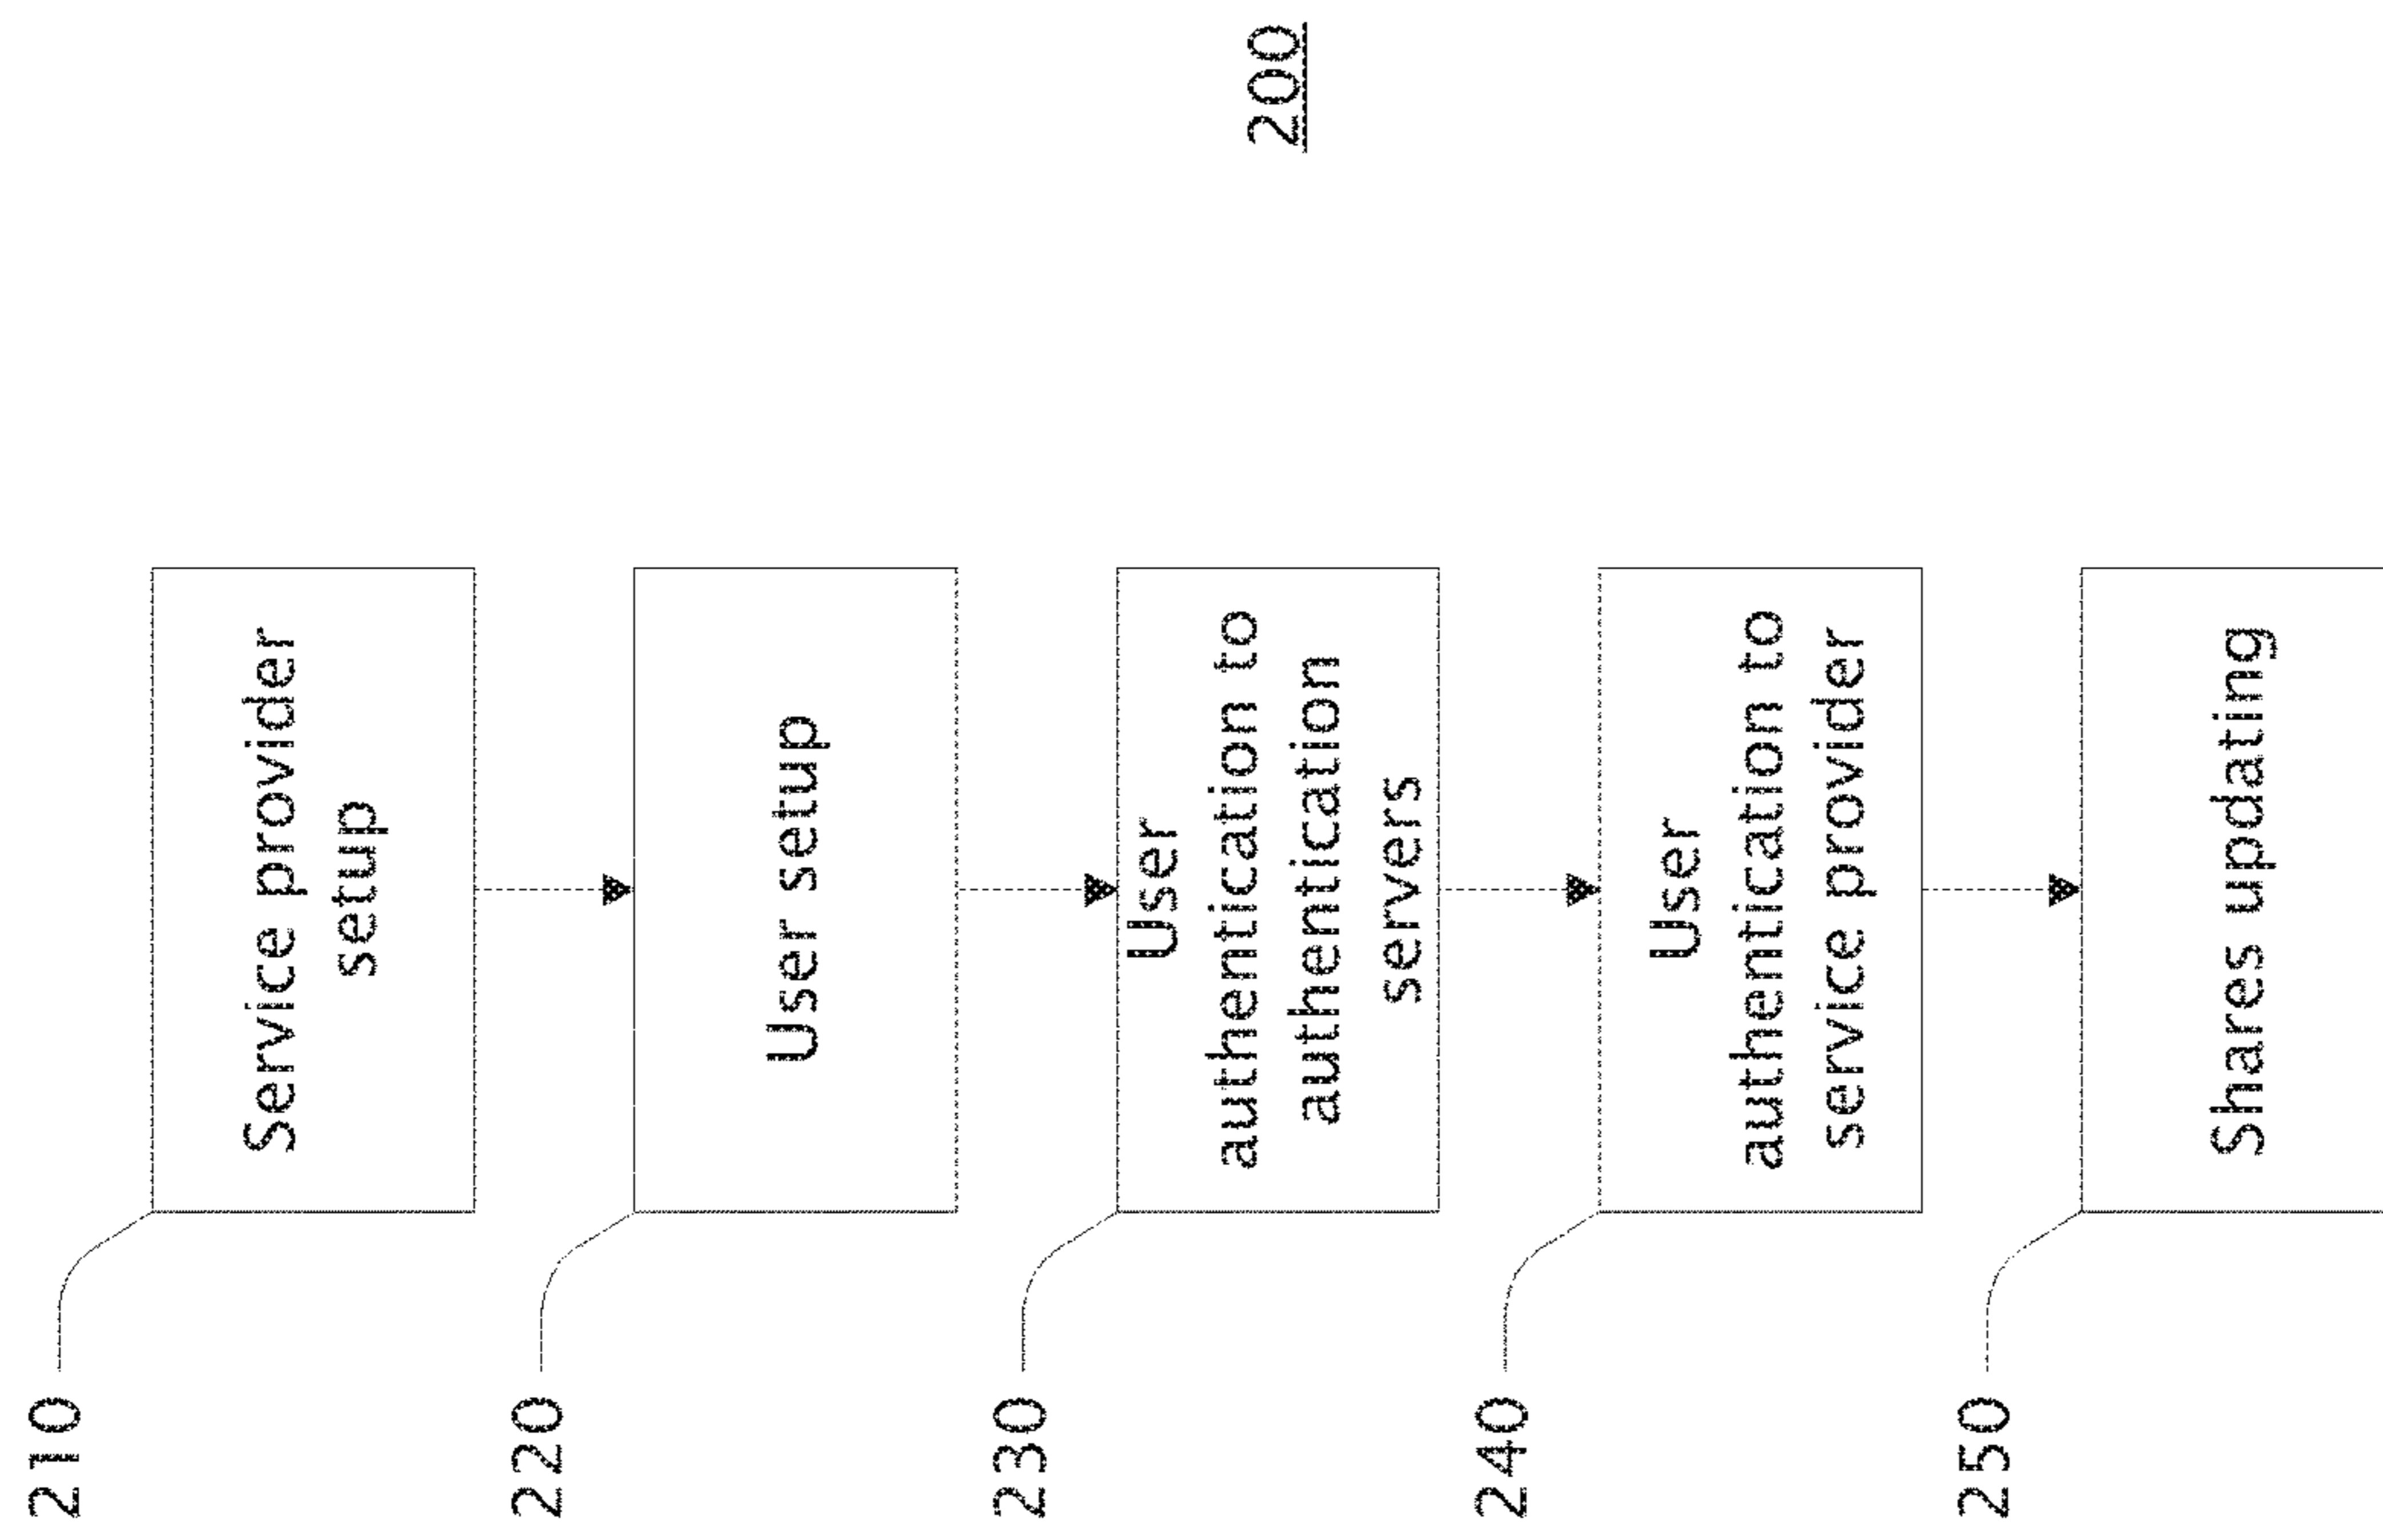 210
Service provider
setup
220
User setup
230
User
authentication to
authentication
servers
240
User
authentication to
service provider
250
Shares updating
200